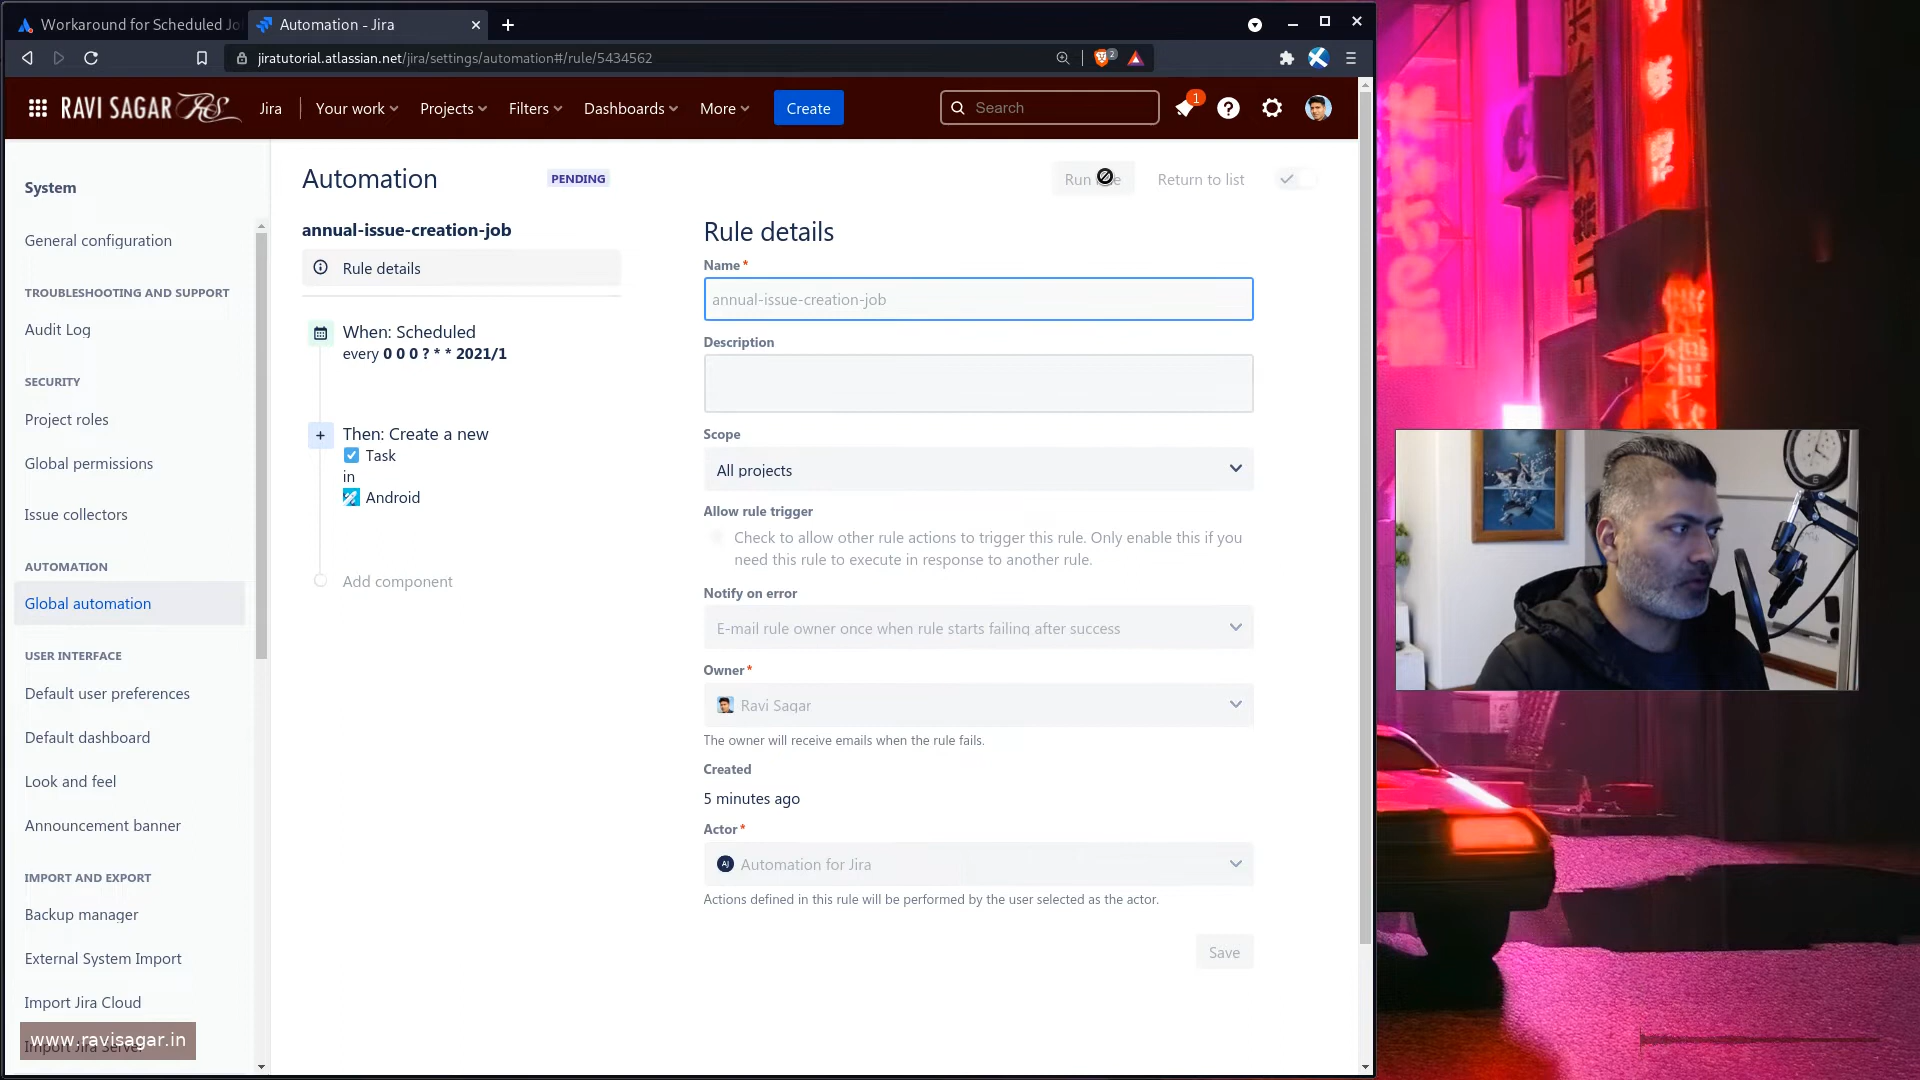 Workaround for Scheduled Jo
Automation - Jira
jiratutorial.atlassian.net/jira/settings/automation#/rule/5434562
2
RAVI SAGAR RS
Jira
Your work
Projects
Filters
Dashboards
More
Create
Search
1
System
General configuration
TROUBLESHOOTING AND SUPPORT
Audit Log
SECURITY
Project roles
Global permissions
Issue collectors
AUTOMATION
Global automation
USER INTERFACE
Default user preferences
Default dashboard
Look and feel
Announcement banner
IMPORT AND EXPORT
Backup manager
External System Import
Import Jira Cloud
Import Jira Server
www.ravisagar.in
Automation
PENDING
Run
Return to list
annual-issue-creation-job
Rule details
When: Scheduled
every 0 0 0 ? * * 2021/1
Then: Create a new
Task
in
Android
Add component
Rule details
Name *
annual-issue-creation-job
Description
Scope
All projects
Allow rule trigger
Check to allow other rule actions to trigger this rule. Only enable this if you
need this rule to execute in response to another rule.
Notify on error
E-mail rule owner once when rule starts failing after success
Owner *
Ravi Sagar
The owner will receive emails when the rule fails.
Created
5 minutes ago
Actor *
AJ
Automation for Jira
Actions defined in this rule will be performed by the user selected as the actor.
Save